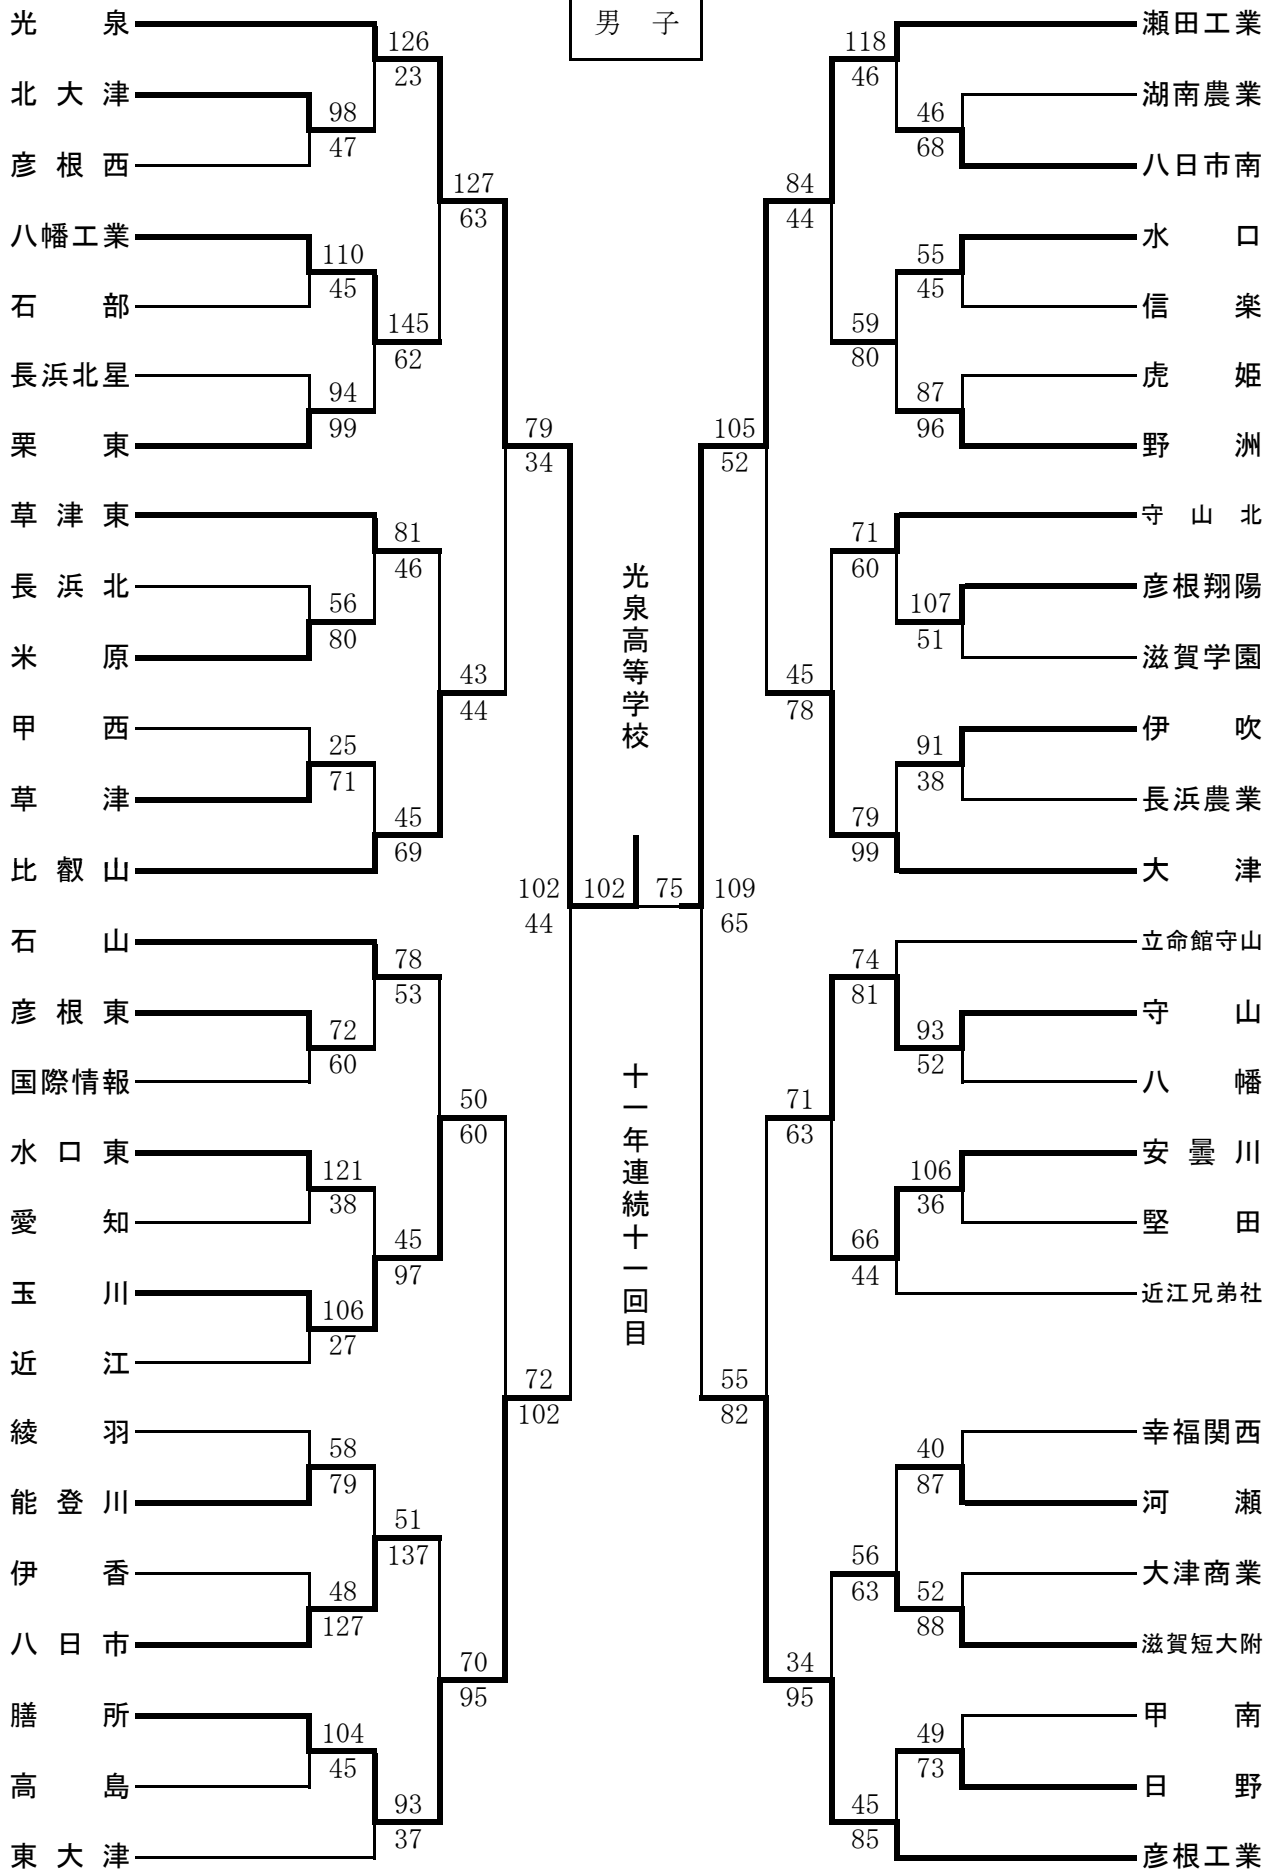 男 子
光 泉
126
23
北 大 津
98
47
彦 根 西
127
63
八幡工業
110
45
石 部
145
62
長浜北星
94
99
栗 東
79
34
草 津 東
81
46
長 浜 北
56
80
米 原
43
44
甲 西
25
71
草 津
45
69
比 叡 山
102
44
石 山
78
53
彦 根 東
72
60
国際情報
50
60
水 口 東
121
38
愛 知
45
97
玉 川
106
27
近 江
72
102
綾 羽
58
79
能 登 川
51
137
伊 香
48
127
八 日 市
70
95
膳 所
104
45
高 島
93
37
東 大 津
光泉高等学校
102 75
十一年連続十一回目
瀬田工業
118
46
湖南農業
46
68
八日市南
84
44
水 口
55
45
信 楽
59
80
虎 姫
87
96
野 洲
105
52
守 山 北
71
60
彦根翔陽
107
51
滋賀学園
45
78
伊 吹
91
38
長浜農業
79
99
大 津
109
65
立命館守山
74
81
守 山
93
52
八 幡
71
63
安 曇 川
106
36
堅 田
66
44
近江兄弟社
55
82
幸福関西
40
87
河 瀬
56
63
大津商業
52
88
滋賀短大附
34
95
甲 南
49
73
日 野
45
85
彦根工業